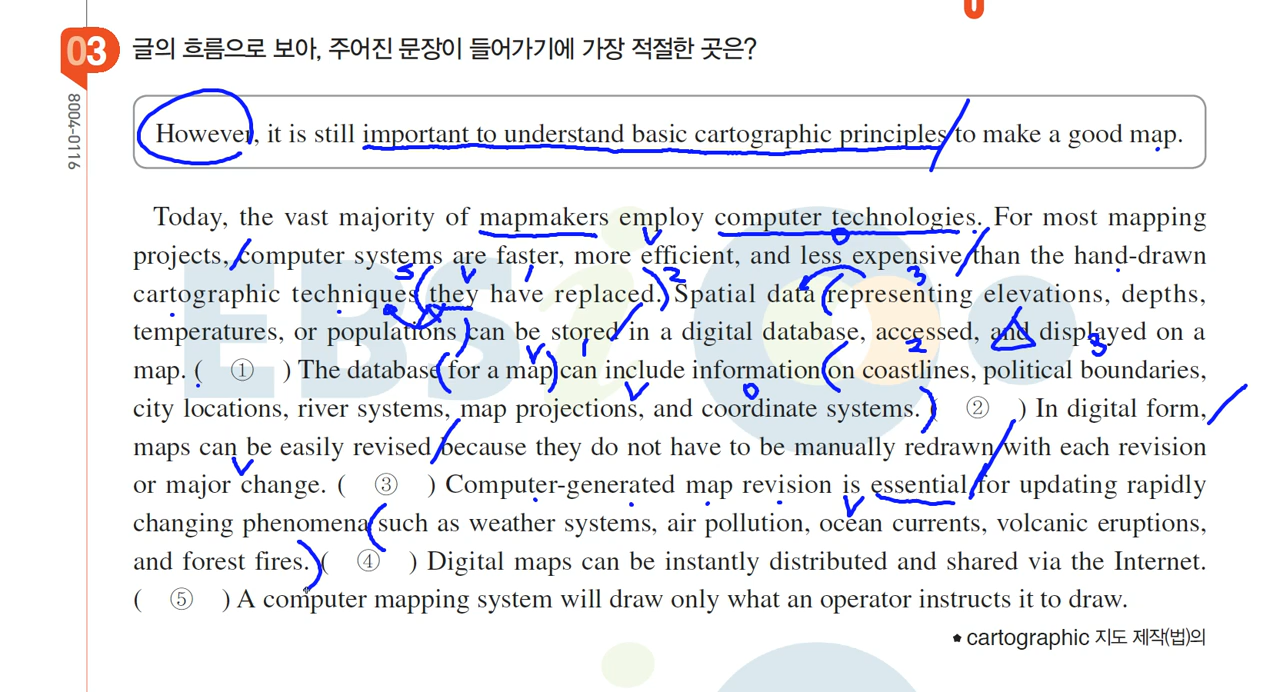 03 글의 흐름으로 보아, 주어진 문장이 들어가기에 가장 적절한 곳은?
8004-0116
However, it is still important to understand basic cartographic principles to make a good map.
Today, the vast majority of mapmakers employ computer technologies. For most mapping
projects, computer systems are faster, more efficient, and less expensive than the hand-drawn
cartographic techniques they have replaced. Spatial data representing elevations, depths,
temperatures, or populations can be stored in a digital database, accessed, and displayed on a
map. ( ① ) The database for a map can include information on coastlines, political boundaries,
city locations, river systems, map projections, and coordinate systems. ( ② ) In digital form,
maps can be easily revised because they do not have to be manually redrawn with each revision
or major change. ( ③ ) Computer-generated map revision is essential for updating rapidly
changing phenomena such as weather systems, air pollution, ocean currents, volcanic eruptions,
and forest fires. ( ④ ) Digital maps can be instantly distributed and shared via the Internet.
( ⑤ ) A computer mapping system will draw only what an operator instructs it to draw.
cartographic 지도 제작(법)의
EBSi